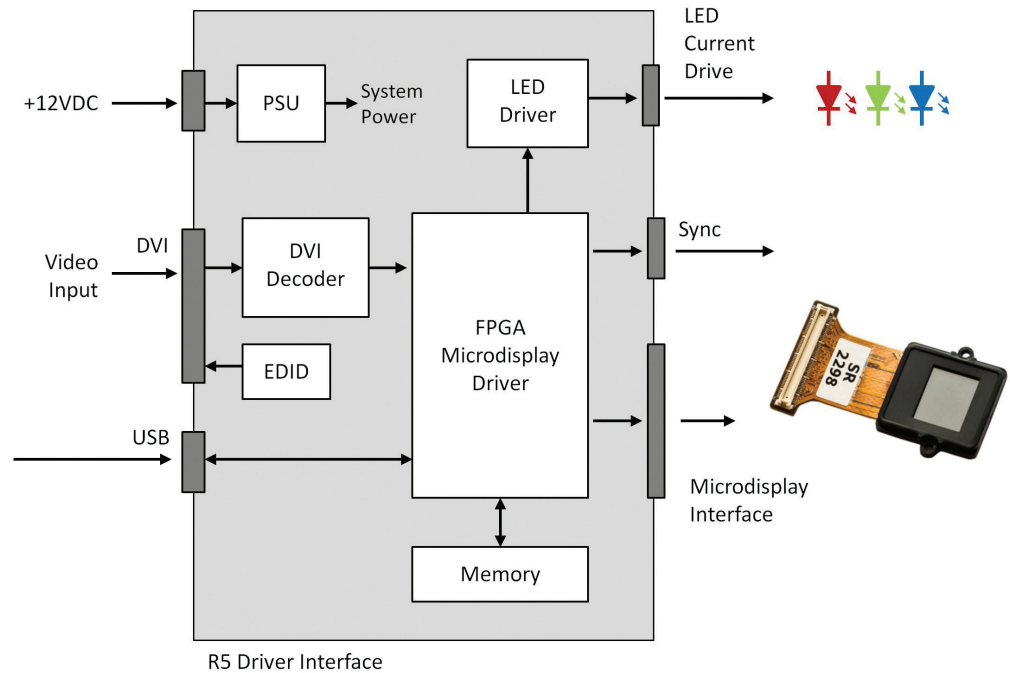 LED
Current
Drive
+12VDC
PSU
System
Power
LED
Driver
DVI
Video
Input
DVI
Decoder
Sync
FPGA
Microdisplay
Driver
EDID
SR
2298
USB
Microdisplay
Interface
Memory
R5 Driver Interface